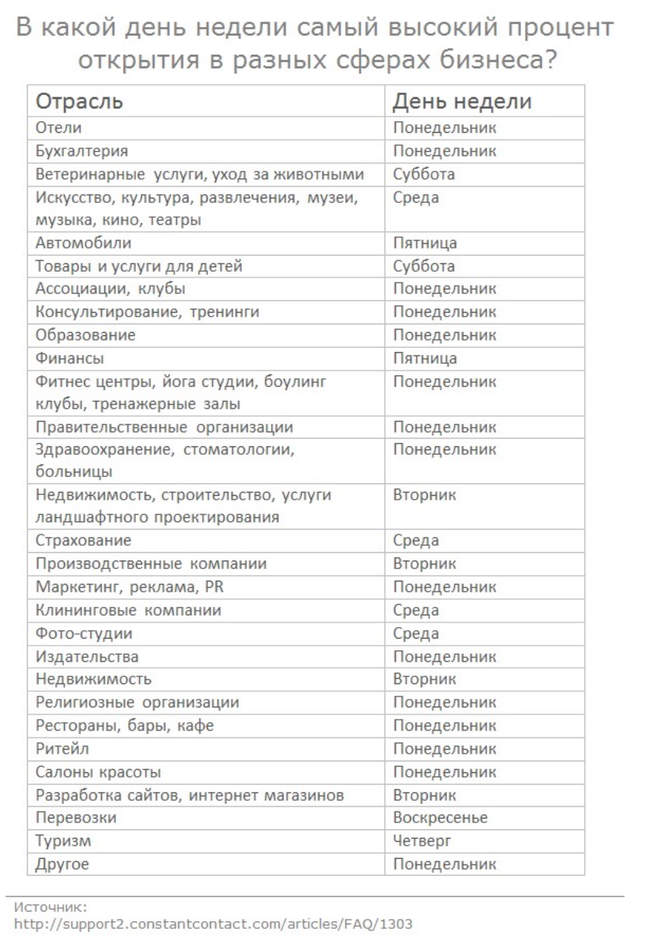 В какой день недели самый высокий процент
открытия в разных сферах бизнеса?
Отрасль День недели
Отели Понедельник
Бухгалтерия Понедельник
Ветеринарные услуги, уход за животными Суббота
Искусство, культура, развлечения, музеи, Среда
музыка, кино, театры
Автомобили Пятница
Товары и услуги для детей Суббота
Ассоциации, клубы Понедельник
Консультирование, тренинги Понедельник
Образование Понедельник
Финансы Пятница
Фитнес центры, йога студии, боулинг Понедельник
клубы, тренажерные залы
Правительственные организации Понедельник
Здравоохранение, стоматологии, Понедельник
больницы
Недвижимость, строительство, услуги Вторник
ландшафтного проектирования
Страхование Среда
Производственные компании Вторник
Маркетинг, реклама, PR Понедельник
Клининговые компании Среда
Фото-студии Среда
Издательства Понедельник
Недвижимость Вторник
Религиозные организации Понедельник
Рестораны, бары, кафе Понедельник
Ритейл Понедельник
Салоны красоты Понедельник
Разработка сайтов, интернет магазинов Вторник
Перевозки Воскресенье
Туризм Четверг
Другое Понедельник
Источник:
http://support2.constantcontact.com/articles/FAQ/1303